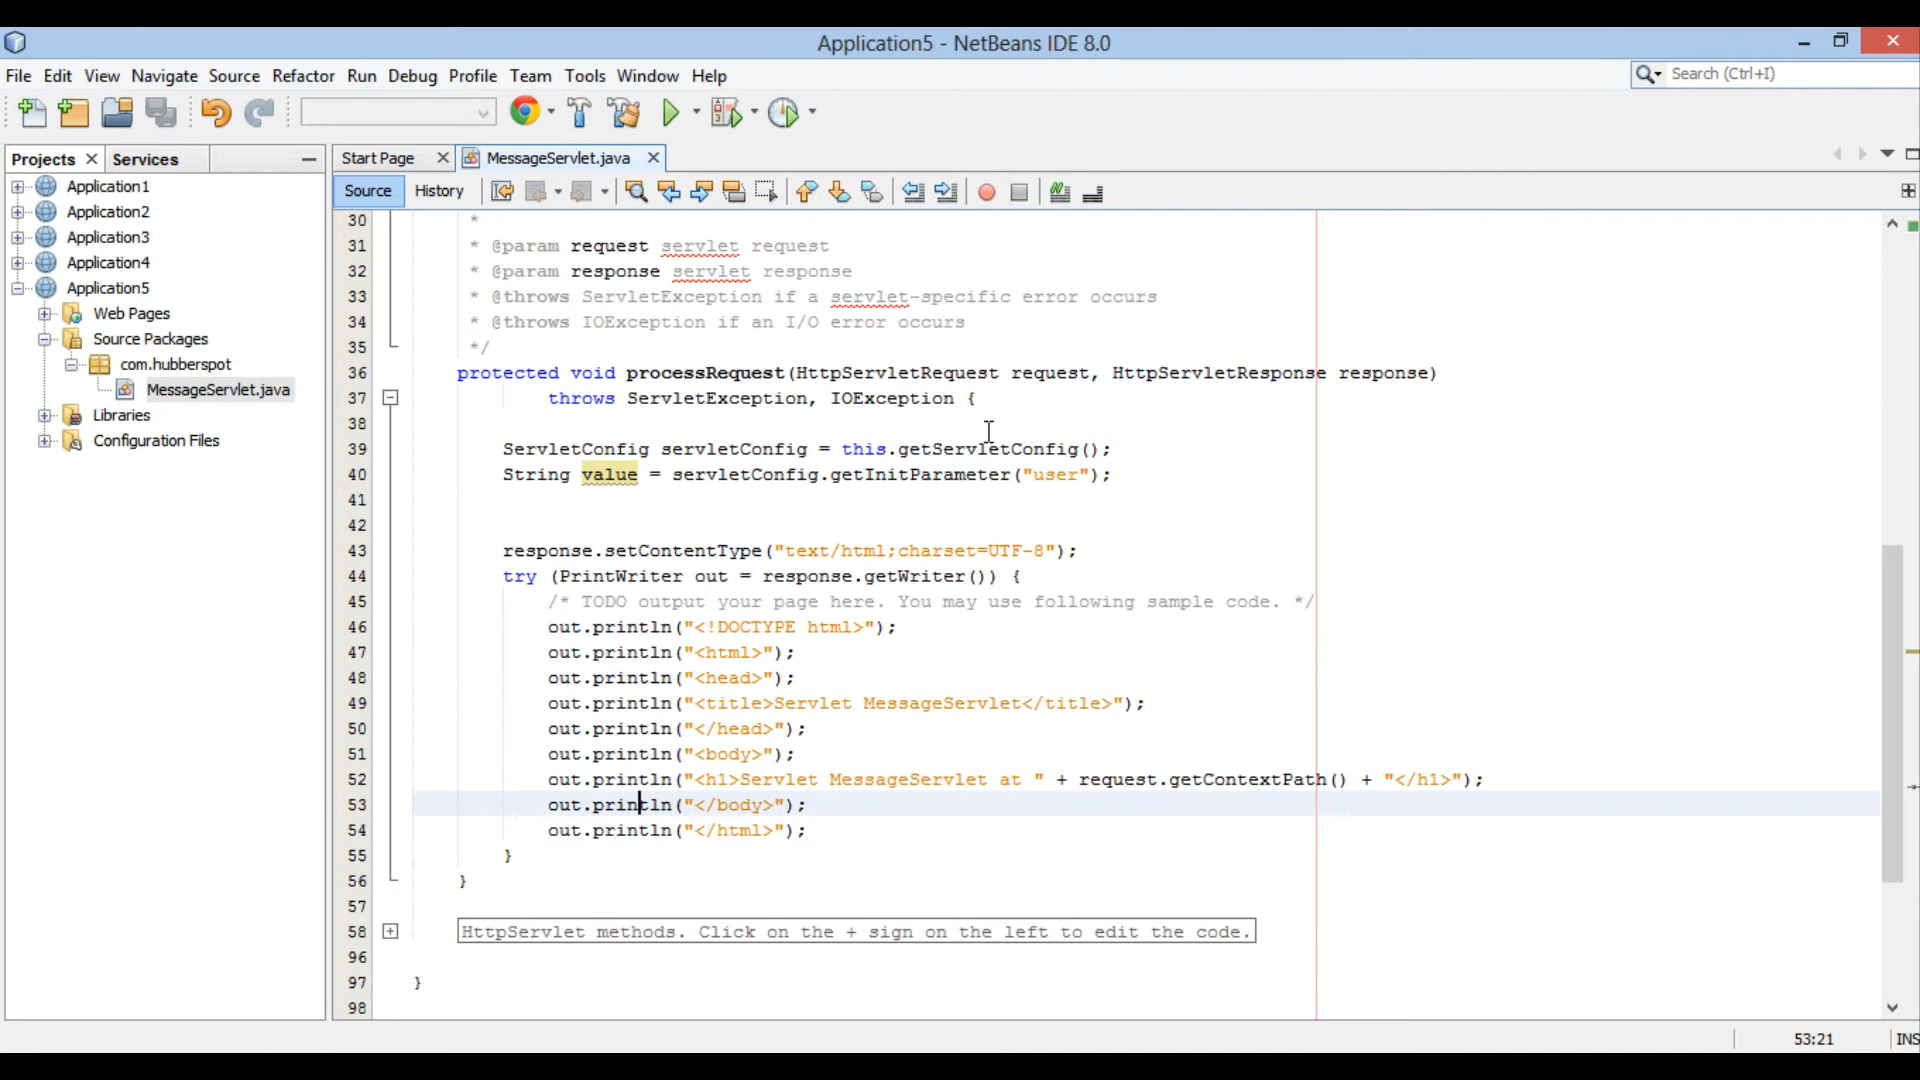 Application5 - NetBeans IDE 8.0
File Edit View Navigate Source Refactor Run Debug Profile Team Tools Window Help
Search (Ctrl+I)
Projects Services
Start Page MessageServlet.java
Source History
Application1
Application2
Application3
Application4
Application5
Web Pages
Source Packages
com.hubberspot
MessageServlet.java
Libraries
Configuration Files
30 *
31 * @param request servlet request
32 * @param response servlet response
33 * @throws ServletException if a servlet-specific error occurs
34 * @throws IOException if an I/O error occurs
35 */
36 protected void processRequest(HttpServletRequest request, HttpServletResponse response)
37 throws ServletException, IOException {
38
39 ServletConfig servletConfig = this.getServletConfig();
40 String value = servletConfig.getInitParameter("user");
41
42
43 response.setContentType("text/html;charset=UTF-8");
44 try (PrintWriter out = response.getWriter()) {
45 /* TODO output your page here. You may use following sample code. */
46 out.println("<!DOCTYPE html>");
47 out.println("<html>");
48 out.println("<head>");
49 out.println("<title>Servlet MessageServlet</title>");
50 out.println("</head>");
51 out.println("<body>");
52 out.println("<h1>Servlet MessageServlet at " + request.getContextPath() + "</h1>");
53 out.println("</body>");
54 out.println("</html>");
55 }
56 }
57
58 HttpServlet methods. Click on the + sign on the left to edit the code.
96
97 }
98
53:21 INS